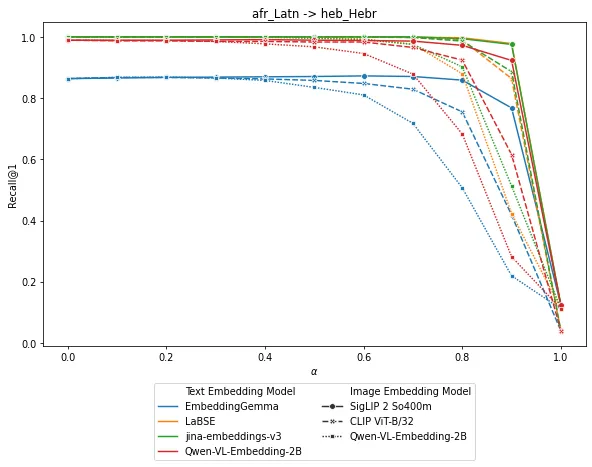 afr_Latn -> heb_Hebr
Recall@1
1.0
0.8
0.6
0.4
0.2
0.0
0.0 0.2 0.4 0.6 0.8 1.0
α
Text Embedding Model Image Embedding Model
EmbeddingGemma SigLIP 2 So400m
LaBSE CLIP ViT-B/32
jina-embeddings-v3 Qwen-VL-Embedding-2B
Qwen-VL-Embedding-2B